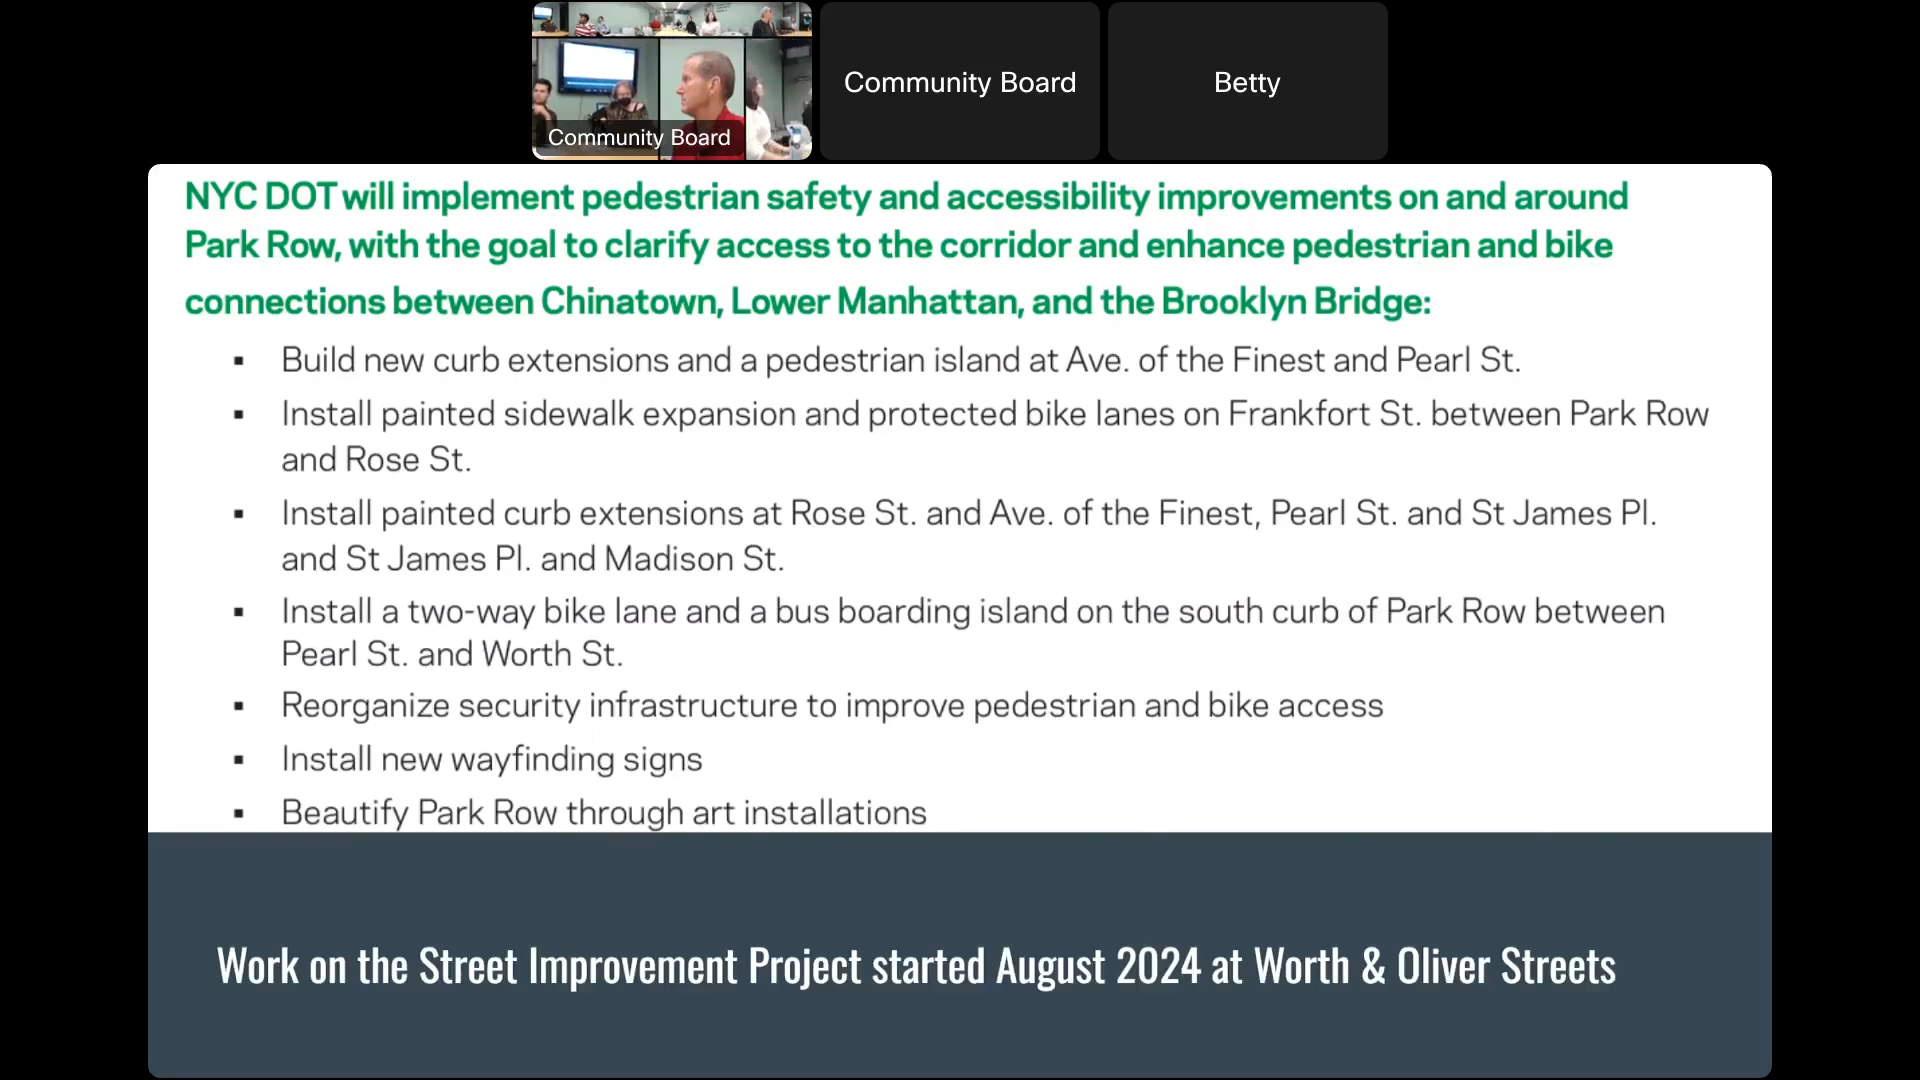 Community Board
Community Board
Betty
NYC DOT will implement pedestrian safety and accessibility improvements on and around
Park Row, with the goal to clarify access to the corridor and enhance pedestrian and bike
connections between Chinatown, Lower Manhattan, and the Brooklyn Bridge:
▪ Build new curb extensions and a pedestrian island at Ave. of the Finest and Pearl St.
▪ Install painted sidewalk expansion and protected bike lanes on Frankfort St. between Park Row
and Rose St.
▪ Install painted curb extensions at Rose St. and Ave. of the Finest, Pearl St. and St James Pl.
and St James Pl. and Madison St.
▪ Install a two-way bike lane and a bus boarding island on the south curb of Park Row between
Pearl St. and Worth St.
▪ Reorganize security infrastructure to improve pedestrian and bike access
▪ Install new wayfinding signs
▪ Beautify Park Row through art installations
Work on the Street Improvement Project started August 2024 at Worth & Oliver Streets